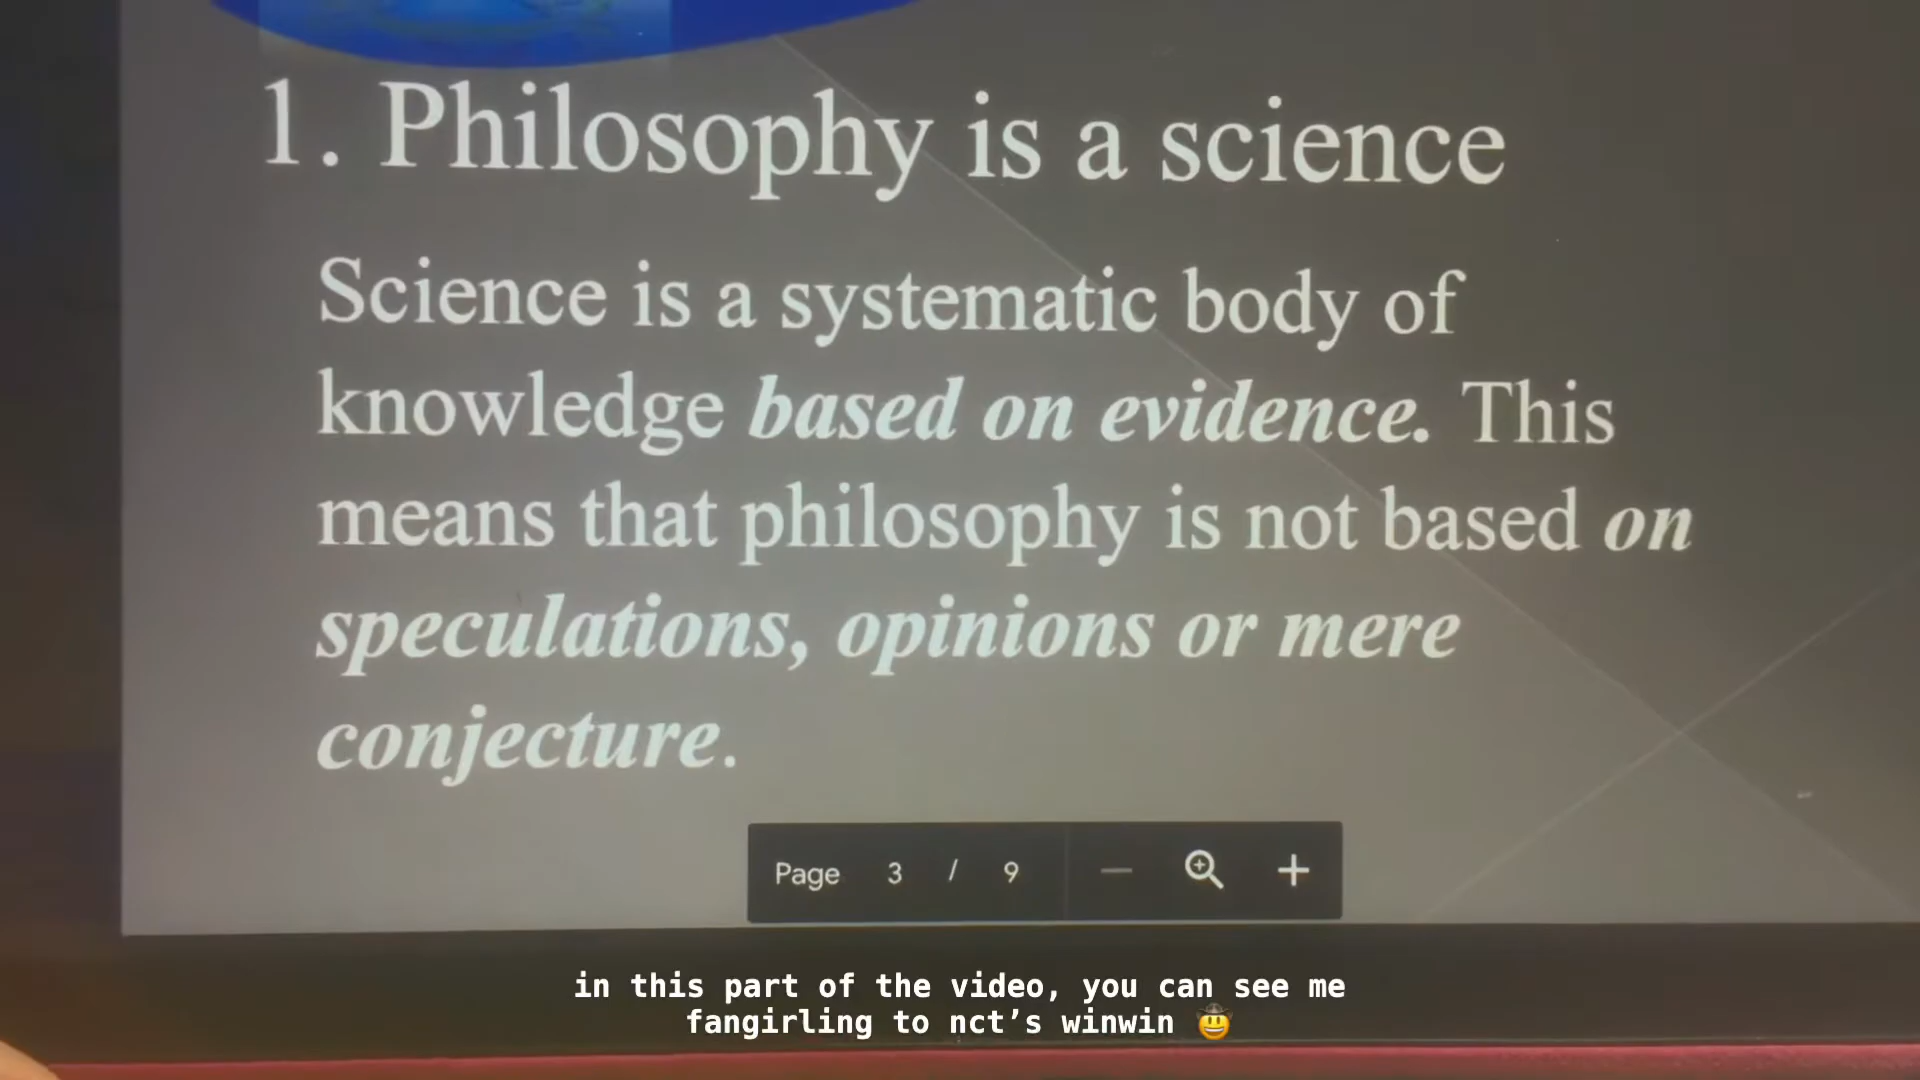 1. Philosophy is a science
Science is a systematic body of
knowledge based on evidence. This
means that philosophy is not based on
speculations, opinions or mere
conjecture.
Page 3 / 9
in this part of the video, you can see me
fangirling to nct’s winwin 🤠